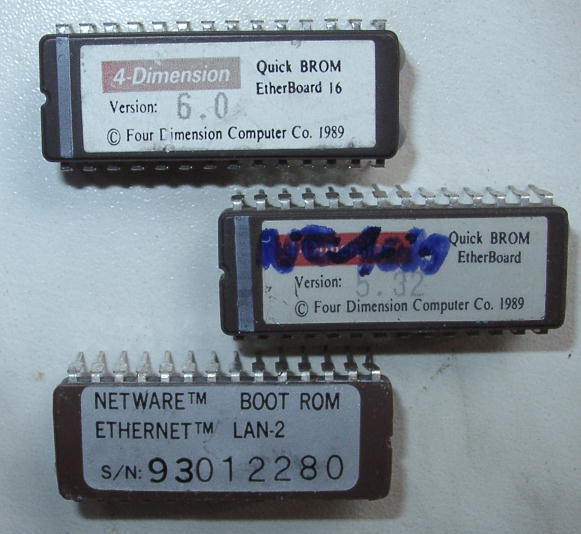 4-Dimension Quick BROM
EtherBoard 16
Version: 6.0
© Four Dimension Computer Co. 1989
Quick BROM
EtherBoard
Version: 5.32
© Four Dimension Computer Co. 1989
NETWARE™ BOOT ROM
ETHERNET™ LAN-2
S/N: 93012280